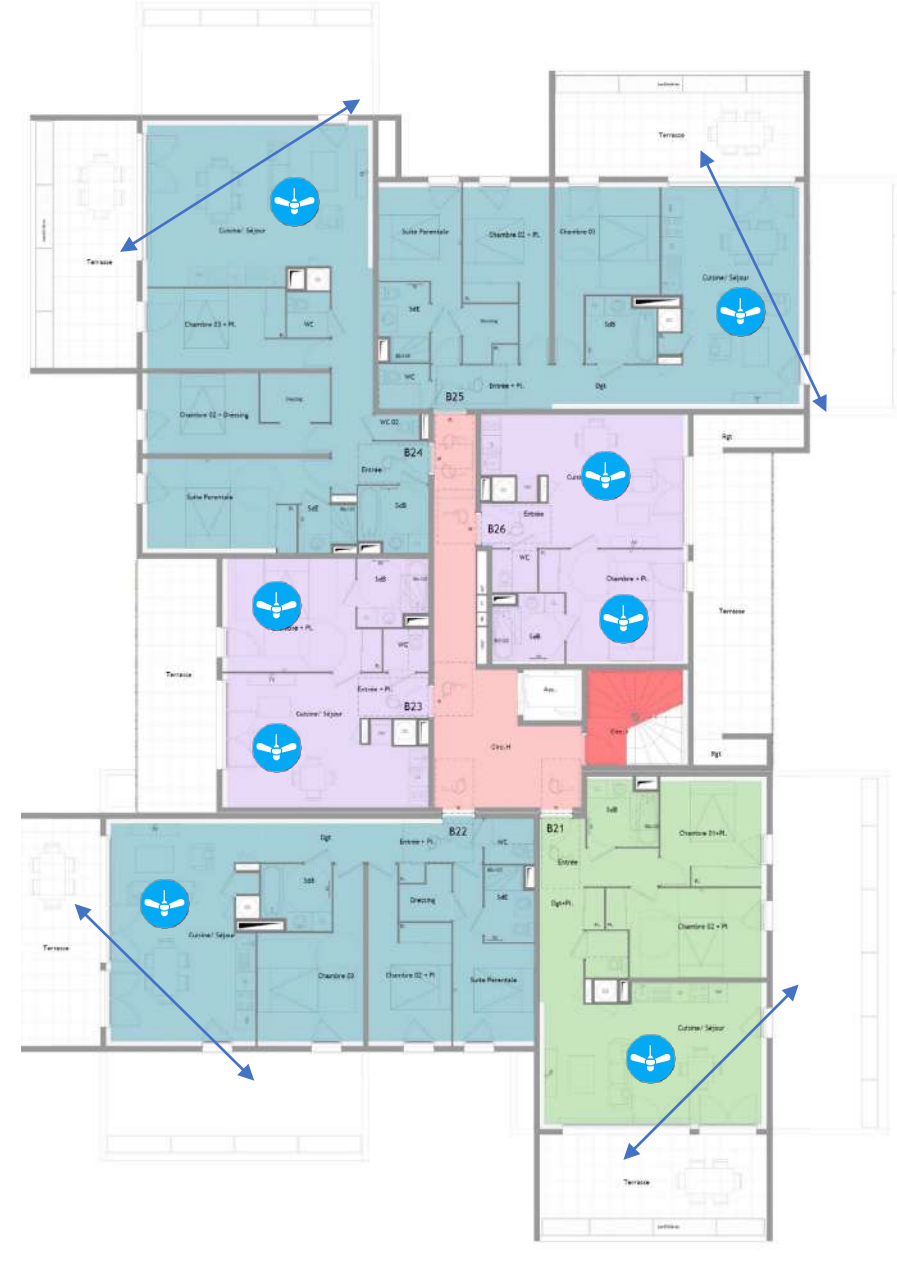 Jardinières
Terrasse
Cuisine/ Séjour
Terrasse
Chambre 03 + Pl.
WC
Chambre 02 + Dressing
WC 02
B24
Entrée
Suite Parentale
SdE
SdB
Suite Parentale
Chambre 02 + Pl.
Chambre 03
Cuisine/ Séjour
SdE
Dressing
SdB
WC
Entrée + Pl.
Dgt
B25
Rgt
Entrée
B26
WC
Chambre + Pl.
SdB
Terrasse
SdB
WC
Terrasse
Entrée + Pl.
B23
Cuisine/ Séjour
Asc.
Circ.H
Rgt
B22
Dgt
Entrée + Pl.
WC
SdB
Dressing
SdE
Cuisine/ Séjour
Terrasse
Chambre 03
Chambre 02 + Pl
Suite Parentale
B21
SdB
Chambre 01+Pl.
Entrée
Dgt+Pl.
Chambre 02 + Pl
Cuisine/ Séjour
Terrasse